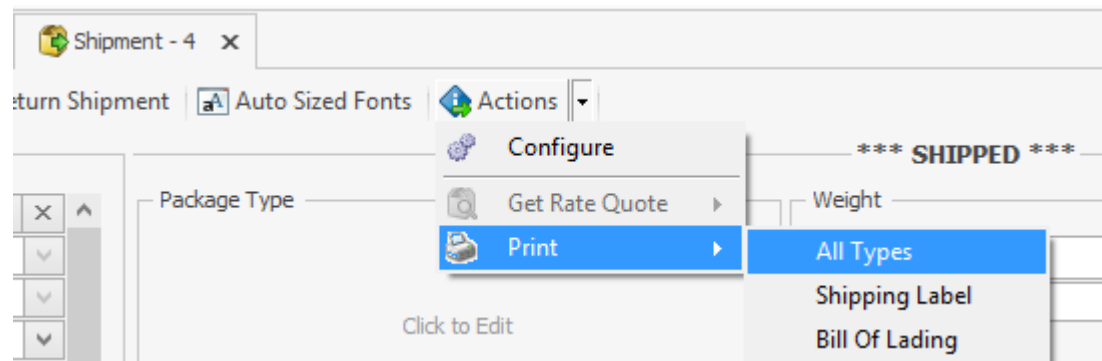 Shipment - 4
eturn Shipment Auto Sized Fonts Actions
Configure
*** SHIPPED ***
Package Type Get Rate Quote Weight
Print All Types
Shipping Label
Click to Edit Bill Of Lading